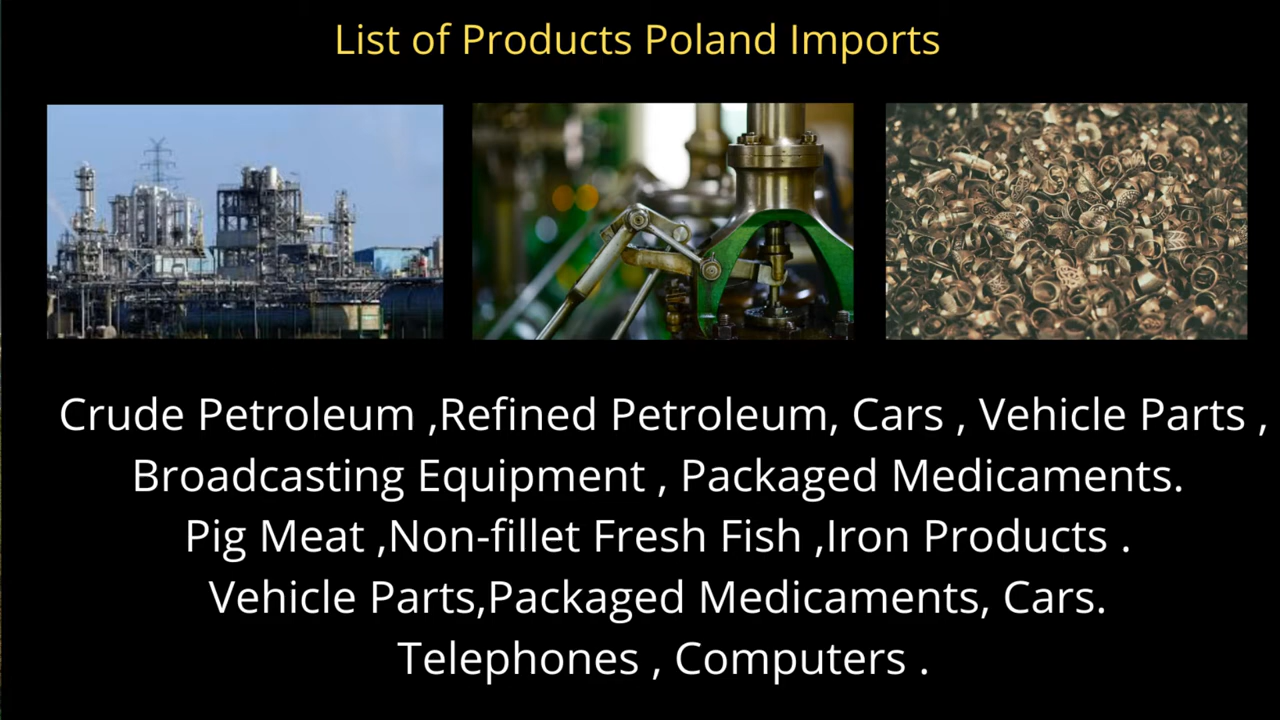 List of Products Poland Imports
Crude Petroleum ,Refined Petroleum, Cars , Vehicle Parts ,
Broadcasting Equipment , Packaged Medicaments.
Pig Meat ,Non-fillet Fresh Fish ,Iron Products .
Vehicle Parts,Packaged Medicaments, Cars.
Telephones , Computers .